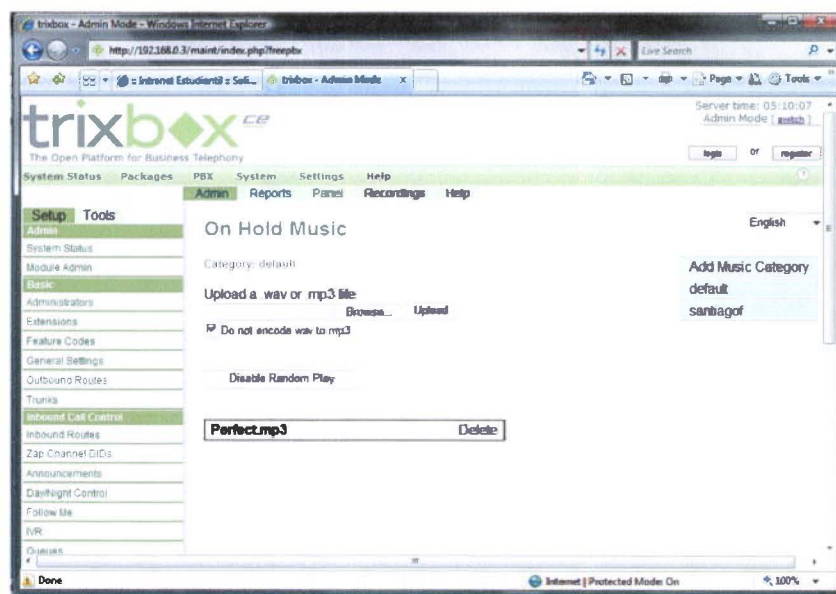 trixbox - Admin Mode - Windows Internet Explorer
http://192.168.0.3/maint/index.php?freepbx
Live Search
: Intranet Estudiantil :: Soli...
trixbox - Admin Mode
x
Page
Tools
trixbox CE
The Open Platform for Business Telephony
Server time: 05:10:07
Admin Mode [ switch ]
login or register
System Status Packages PBX System Settings Help
Admin Reports Panel Recordings Help
Setup Tools
English
Admin
System Status
Module Admin
Basic
Administrators
Extensions
Feature Codes
General Settings
Outbound Routes
Trunks
Inbound Call Control
Inbound Routes
Zap Channel DIDs
Announcements
Day/Night Control
Follow Me
IVR
Queues
On Hold Music
Category: default
Upload a .wav or .mp3 file
Browse... Upload
Do not encode wav to mp3
Disable Random Play
Perfect.mp3 Delete
Add Music Category
default
santiagof
Done
Internet | Protected Mode: On
100%